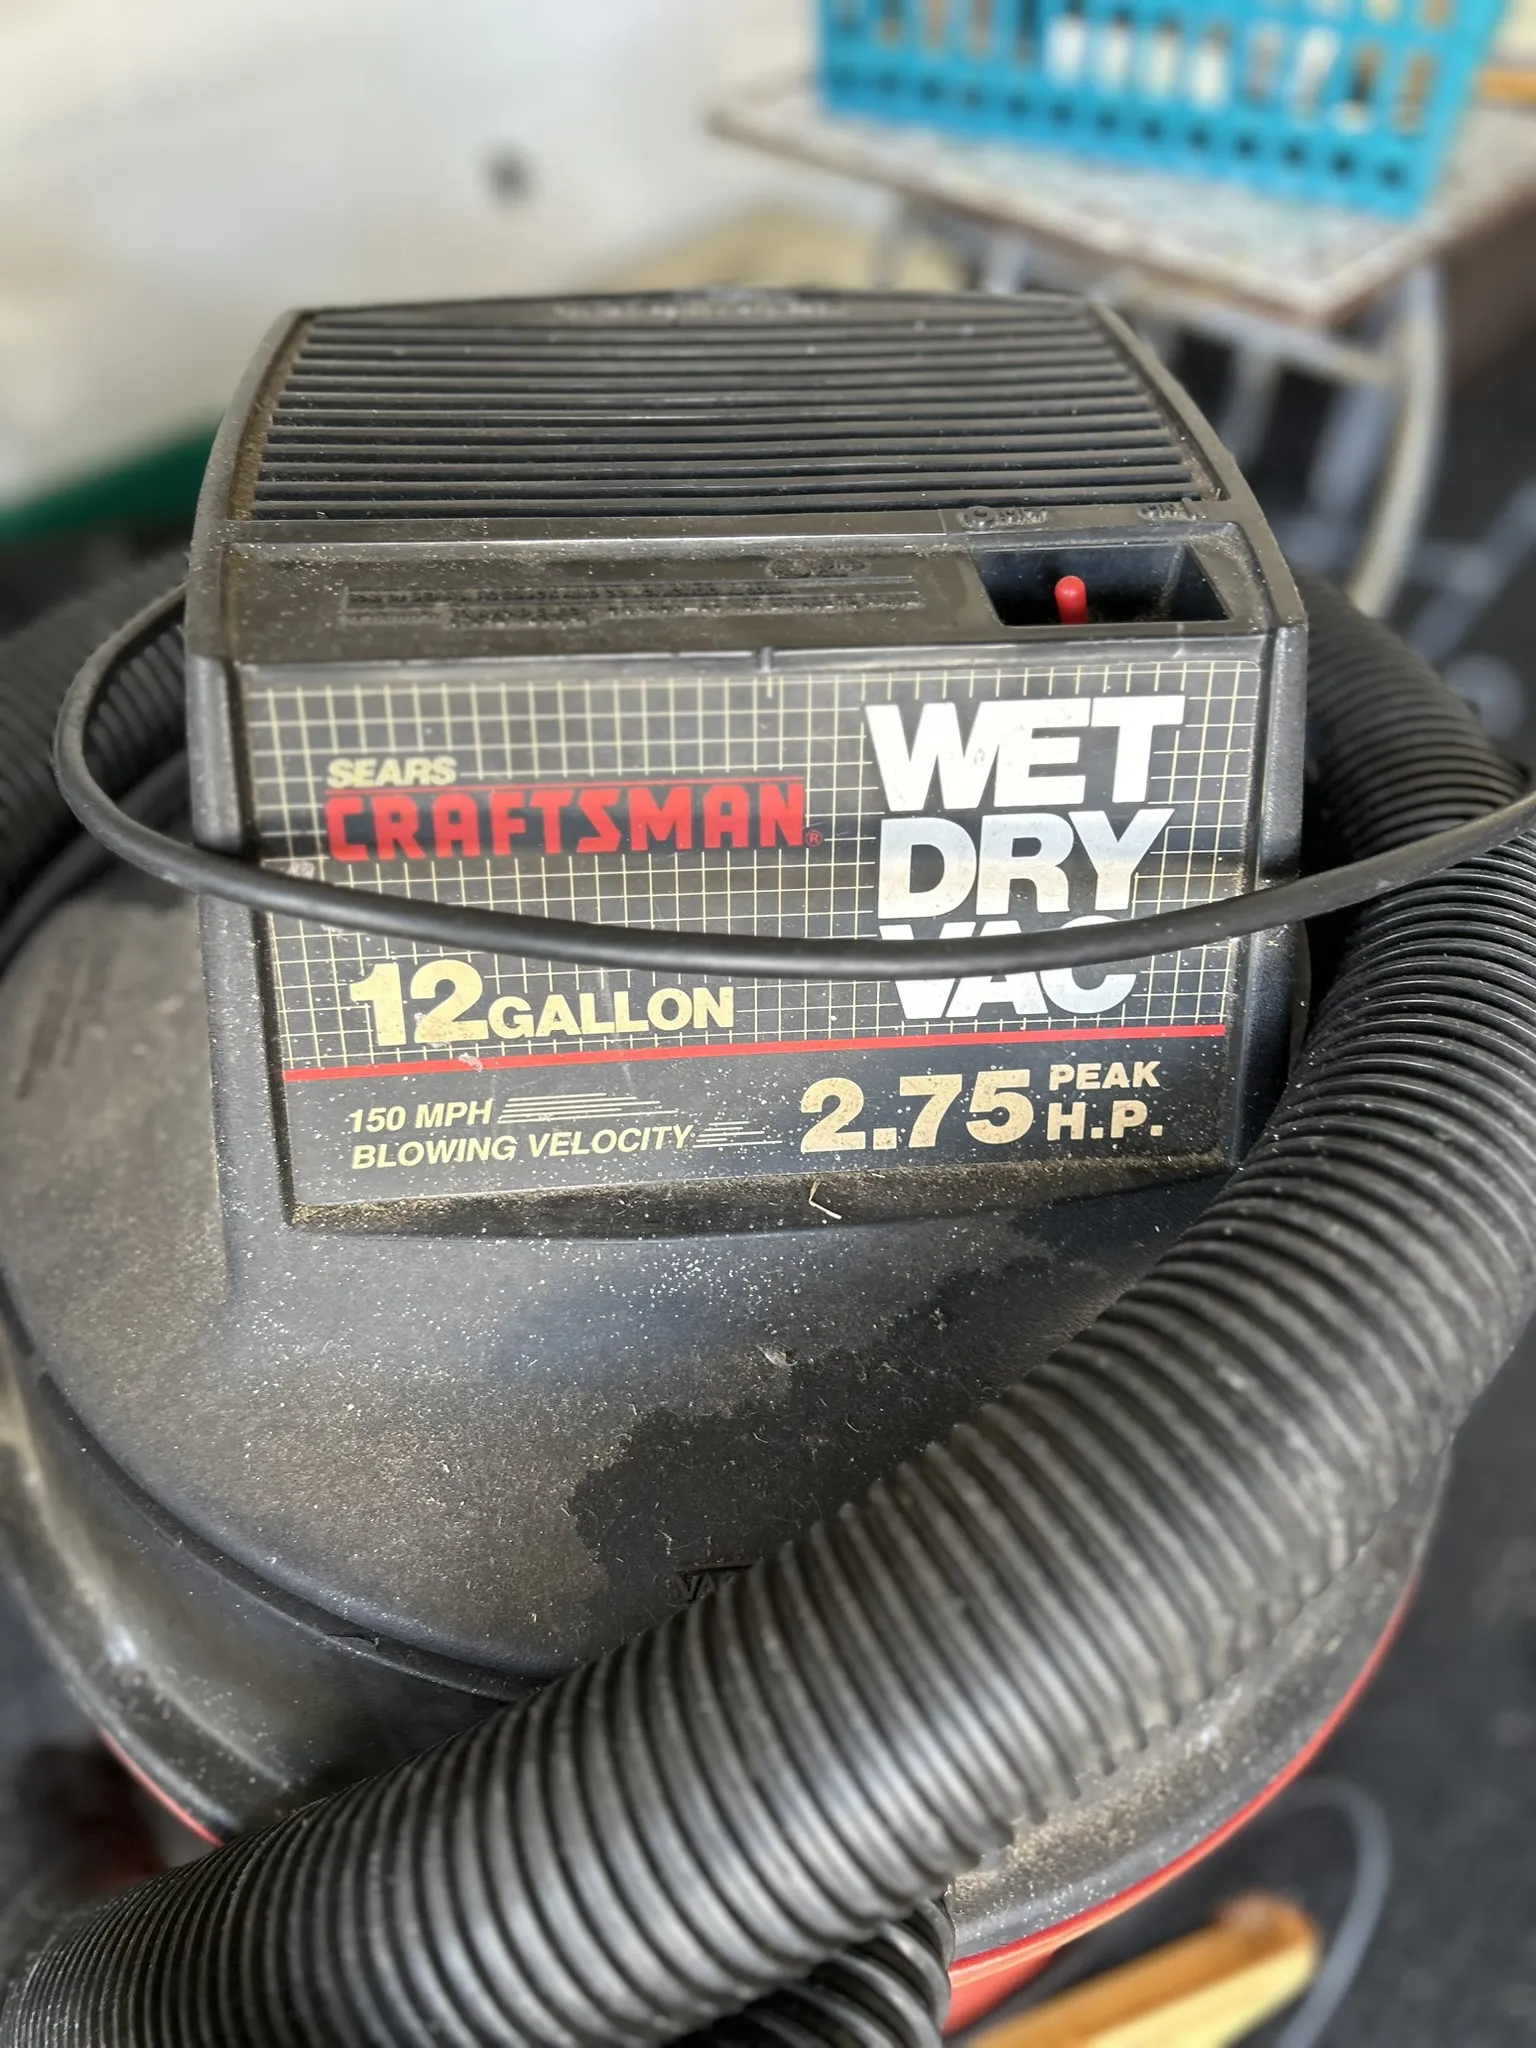 SEARS
CRAFTSMAN®
WET
DRY
VAC
12 GALLON
150 MPH
BLOWING VELOCITY
2.75 PEAK
H.P.